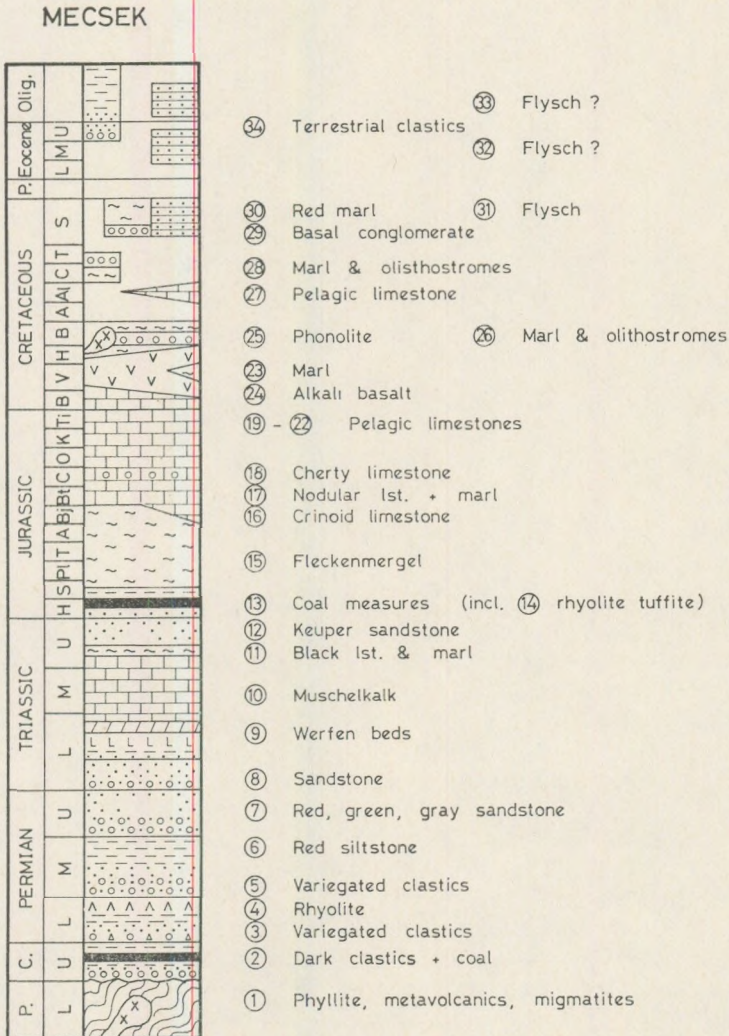 MECSEK
Olig.
P. Eocene
L M U
CRETACEOUS
B V H B A Al C T S
JURASSIC
H S Pl T A Bj Bt C O K Ti
TRIASSIC
L M U
PERMIAN
L M U
C.
U
P.
L
33 Flysch ?
34 Terrestrial clastics
32 Flysch ?
30 Red marl 31 Flysch
29 Basal conglomerate
28 Marl & olisthostromes
27 Pelagic limestone
25 Phonolite 26 Marl & olithostromes
23 Marl
24 Alkali basalt
19 - 22 Pelagic limestones
18 Cherty limestone
17 Nodular lst. + marl
16 Crinoid limestone
15 Fleckenmergel
13 Coal measures (incl. 14 rhyolite tuffite)
12 Keuper sandstone
11 Black lst. & marl
10 Muschelkalk
9 Werfen beds
8 Sandstone
7 Red, green, gray sandstone
6 Red siltstone
5 Variegated clastics
4 Rhyolite
3 Variegated clastics
2 Dark clastics + coal
1 Phyllite, metavolcanics, migmatites